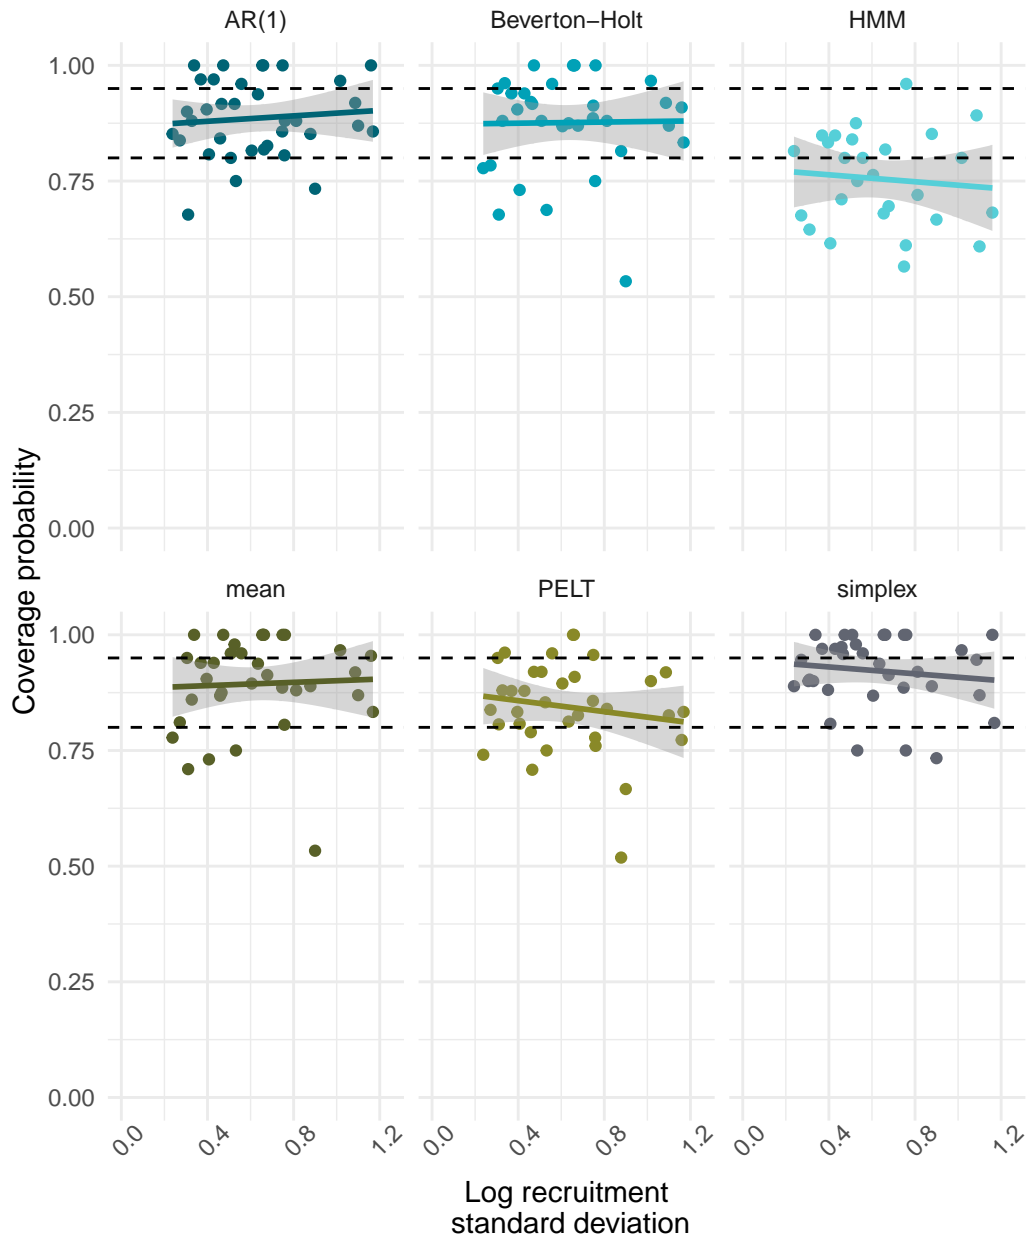 AR(1)
Beverton−Holt
HMM
1.00
0.75
0.50
0.25
0.00
mean
PELT
simplex
1.00
0.75
0.50
0.25
0.00
Coverage probability
0.0
0.4
0.8
1.2
0.0
0.4
0.8
1.2
0.0
0.4
0.8
1.2
Log recruitment
standard deviation